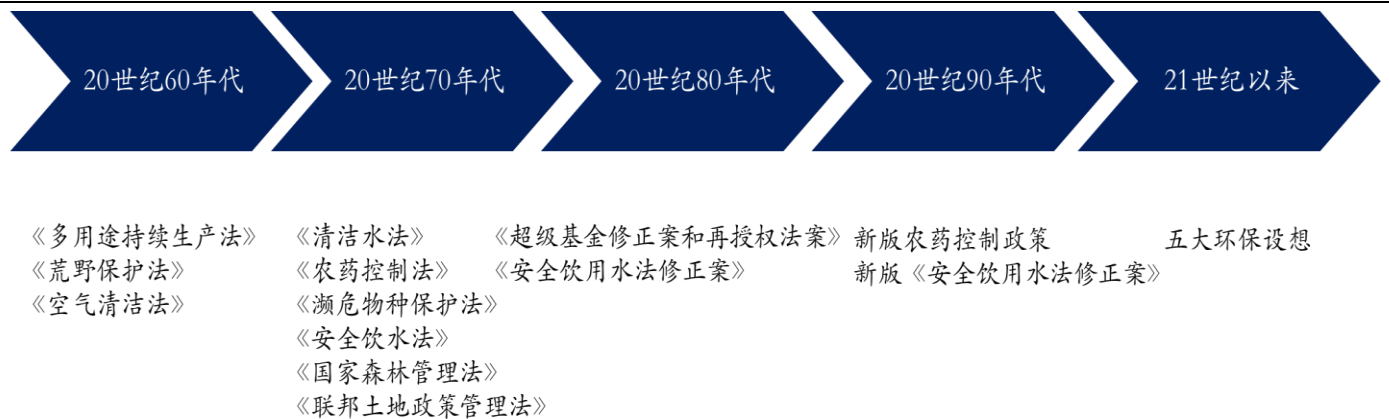 20世纪60年代
20世纪70年代
20世纪80年代
20世纪90年代
21世纪以来
《多用途持续生产法》
《荒野保护法》
《空气清洁法》
《清洁水法》
《农药控制法》
《濒危物种保护法》
《安全饮水法》
《国家森林管理法》
《联邦土地政策管理法》
《超级基金修正案和再授权法案》
《安全饮用水法修正案》
新版农药控制政策
新版《安全饮用水法修正案》
五大环保设想